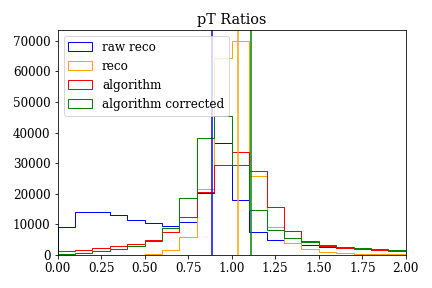 pT Ratios
70000
60000
50000
40000
30000
20000
10000
0
raw reco
reco
algorithm
algorithm corrected
0.00 0.25 0.50 0.75 1.00 1.25 1.50 1.75 2.00